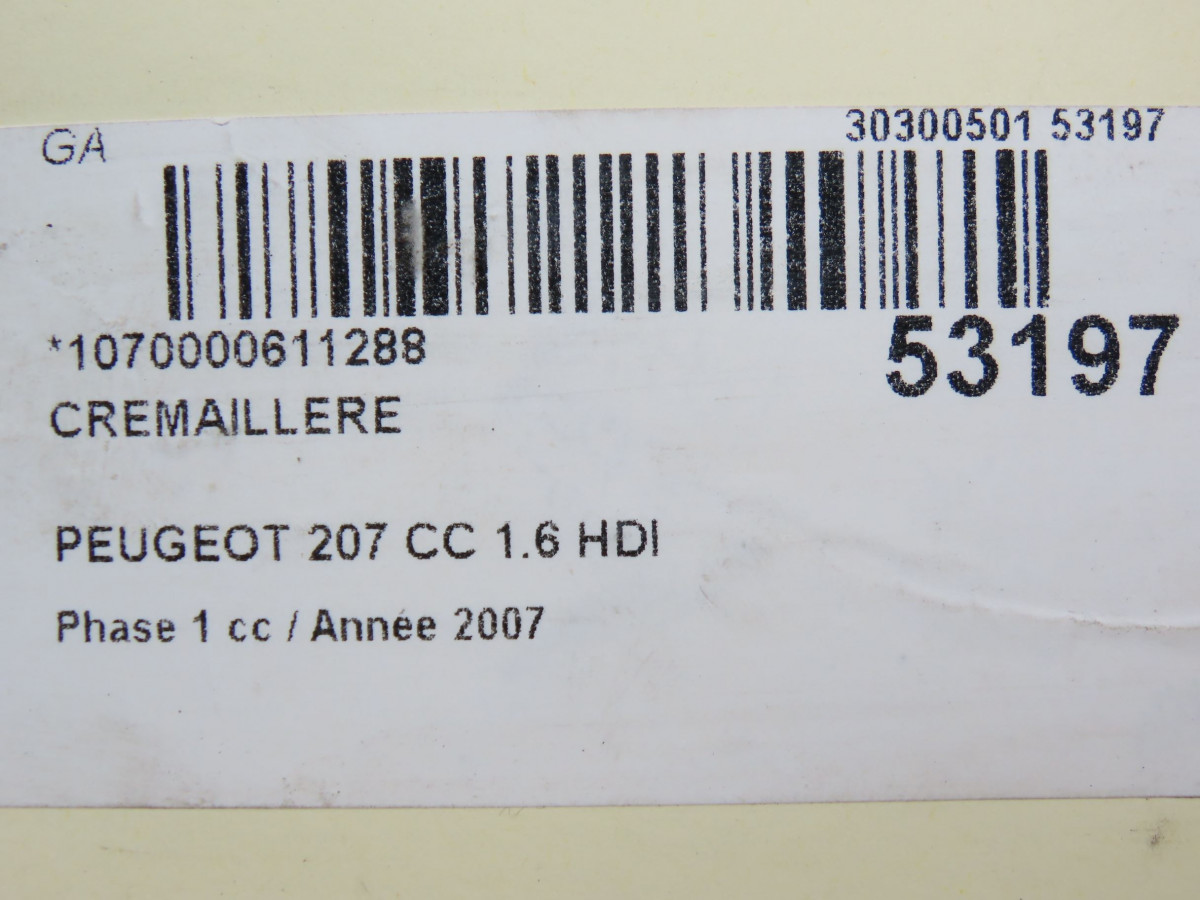 GA
30300501 53197
*1070000611288
53197
CREMAILLERE
PEUGEOT 207 CC 1.6 HDI
Phase 1 cc / Année 2007